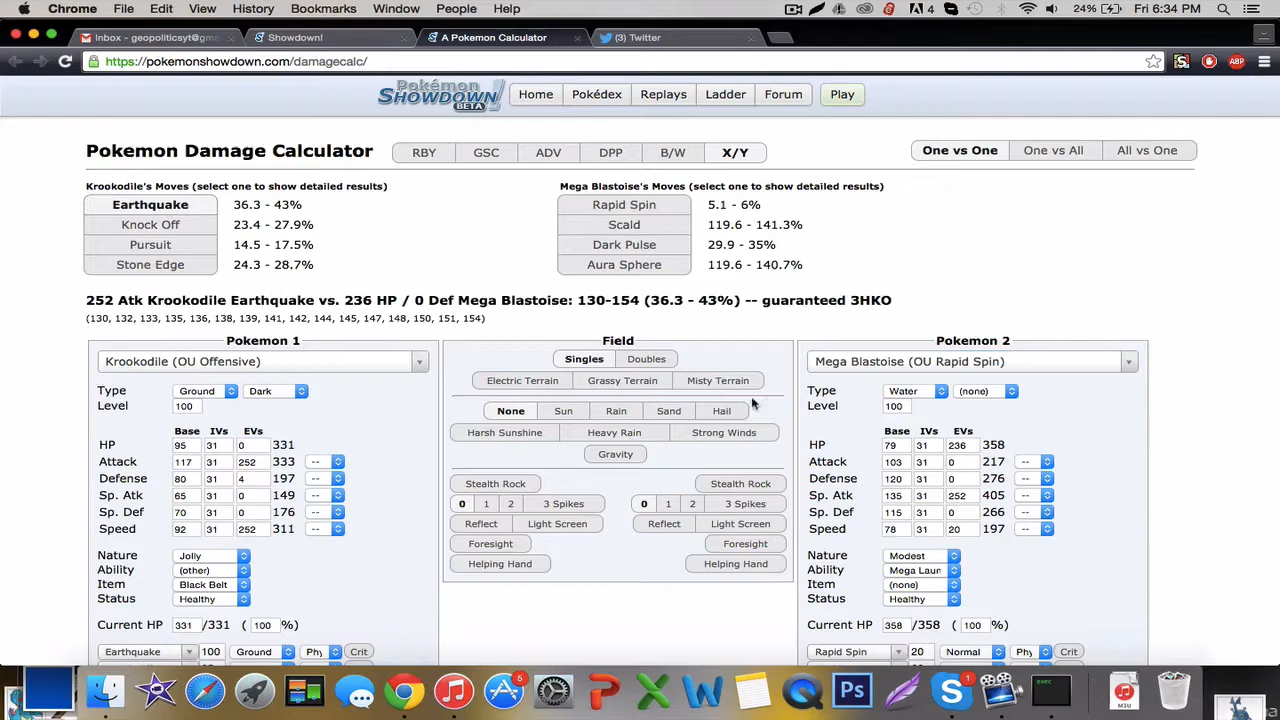 Chrome File Edit View History Bookmarks Window People Help 4 24% Fri 6:34 PM
Inbox - geopoliticsyt@gm Showdown! A Pokemon Calculator (3) Twitter
https://pokemonshowdown.com/damagecalc/ ABP
Pokémon SHOWDOWN! BETA Home Pokédex Replays Ladder Forum Play
Pokemon Damage Calculator RBY GSC ADV DPP B/W X/Y One vs One One vs All All vs One
Krookodile's Moves (select one to show detailed results) Mega Blastoise's Moves (select one to show detailed results)
Earthquake 36.3 - 43% Rapid Spin 5.1 - 6%
Knock Off 23.4 - 27.9% Scald 119.6 - 141.3%
Pursuit 14.5 - 17.5% Dark Pulse 29.9 - 35%
Stone Edge 24.3 - 28.7% Aura Sphere 119.6 - 140.7%
252 Atk Krookodile Earthquake vs. 236 HP / 0 Def Mega Blastoise: 130-154 (36.3 - 43%) -- guaranteed 3HKO
(130, 132, 133, 135, 136, 138, 139, 141, 142, 144, 145, 147, 148, 150, 151, 154)
Pokemon 1 Field Pokemon 2
Krookodile (OU Offensive) Singles Doubles Mega Blastoise (OU Rapid Spin)
Electric Terrain Grassy Terrain Misty Terrain
Type Ground Dark Type Water (none)
Level 100 None Sun Rain Sand Hail Level 100
Base IVs EVs Harsh Sunshine Heavy Rain Strong Winds Base IVs EVs
HP 95 31 0 331 Gravity HP 79 31 236 358
Attack 117 31 252 333 -- Attack 103 31 0 217 --
Defense 80 31 4 197 -- Stealth Rock Stealth Rock Defense 120 31 0 276 --
Sp. Atk 65 31 0 149 -- 0 1 2 3 Spikes 0 1 2 3 Spikes Sp. Atk 135 31 252 405 --
Sp. Def 70 31 0 176 -- Reflect Light Screen Reflect Light Screen Sp. Def 115 31 0 266 --
Speed 92 31 252 311 -- Foresight Foresight Speed 78 31 20 197 --
Nature Jolly Helping Hand Helping Hand Nature Modest
Ability (other) Ability Mega Laun
Item Black Belt Item (none)
Status Healthy Status Healthy
Current HP 331 /331 ( 100 %) Current HP 358 /358 ( 100 %)
Earthquake 100 Ground Phy Crit Rapid Spin 20 Normal Phy Crit
5 Ps 1 exec M3U